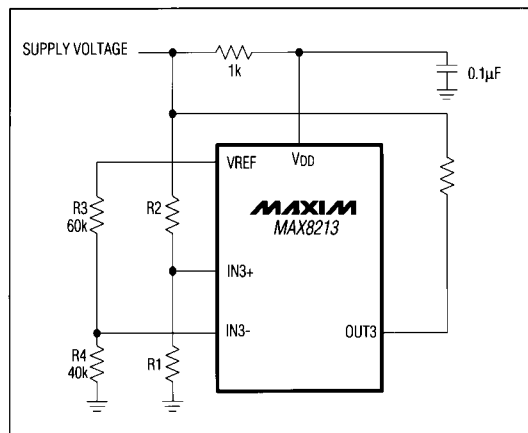 SUPPLY VOLTAGE
1k
0.1µF
VREF
VDD
R3
60k
R2
MAXIM
MAX8213
IN3+
IN3-
OUT3
R4
40k
R1